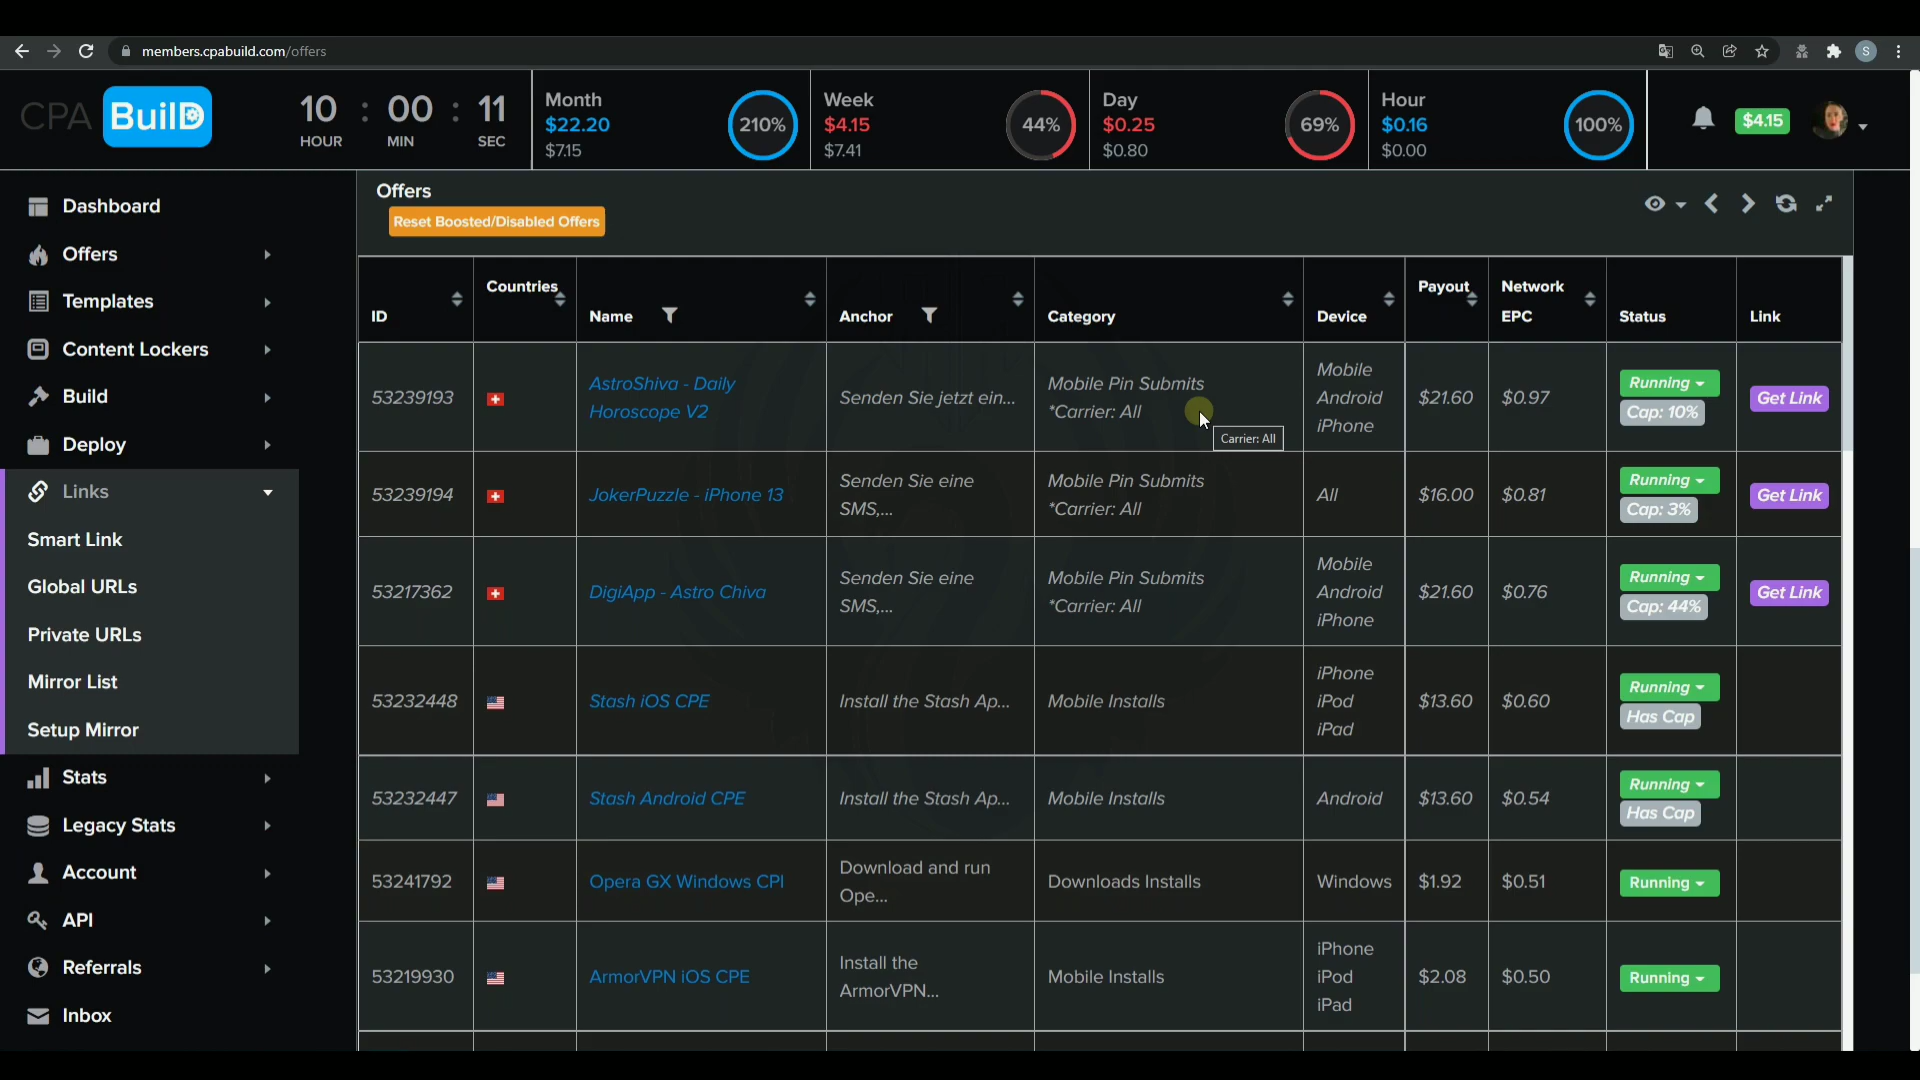 members.cpabuild.com/offers
S
CPA BuilD
10 : 00 : 11
HOUR MIN SEC
Month
$22.20
$7.15
210%
Week
$4.15
$7.41
44%
Day
$0.25
$0.80
69%
Hour
$0.16
$0.00
100%
$4.15
Dashboard
Offers
Templates
Content Lockers
Build
Deploy
Links
Smart Link
Global URLs
Private URLs
Mirror List
Setup Mirror
Stats
Legacy Stats
Account
API
Referrals
Inbox
Offers
Reset Boosted/Disabled Offers
ID Countries Name Anchor Category Device Payout Network EPC Status Link
53239193
AstroShiva - Daily
Horoscope V2
Senden Sie jetzt ein...
Mobile Pin Submits
*Carrier: All
Mobile
Android
iPhone
$21.60
$0.97
Running
Cap: 10%
Get Link
Carrier: All
53239194
JokerPuzzle - iPhone 13
Senden Sie eine
SMS,...
Mobile Pin Submits
*Carrier: All
All
$16.00
$0.81
Running
Cap: 3%
Get Link
53217362
DigiApp - Astro Chiva
Senden Sie eine
SMS,...
Mobile Pin Submits
*Carrier: All
Mobile
Android
iPhone
$21.60
$0.76
Running
Cap: 44%
Get Link
53232448
Stash iOS CPE
Install the Stash Ap...
Mobile Installs
iPhone
iPod
iPad
$13.60
$0.60
Running
Has Cap
53232447
Stash Android CPE
Install the Stash Ap...
Mobile Installs
Android
$13.60
$0.54
Running
Has Cap
53241792
Opera GX Windows CPI
Download and run
Ope...
Downloads Installs
Windows
$1.92
$0.51
Running
53219930
ArmorVPN iOS CPE
Install the
ArmorVPN...
Mobile Installs
iPhone
iPod
iPad
$2.08
$0.50
Running